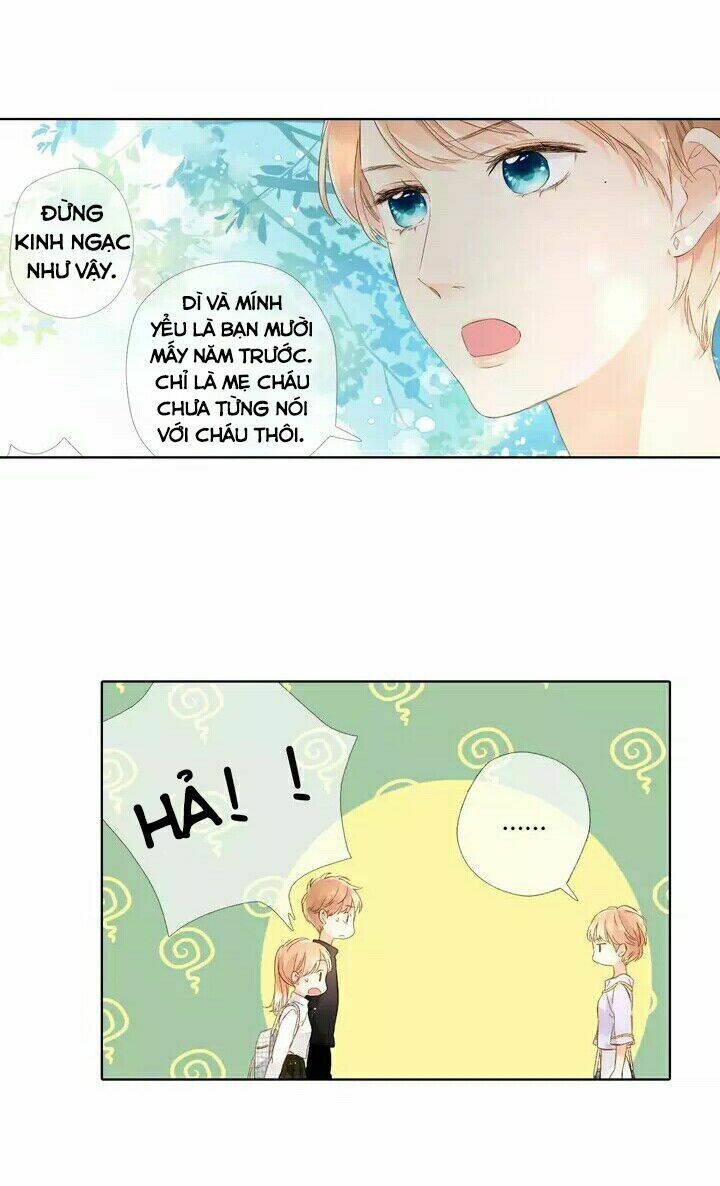 ĐỪNG
KINH NGẠC
NHƯ VẬY.
DÌ VÀ MÍNH
YỂU LÀ BẠN MƯỜI
MẤY NĂM TRƯỚC.
CHỈ LÀ MẸ CHÁU
CHƯA TỪNG NÓI
VỚI CHÁU THÔI.
HẢ! !
......